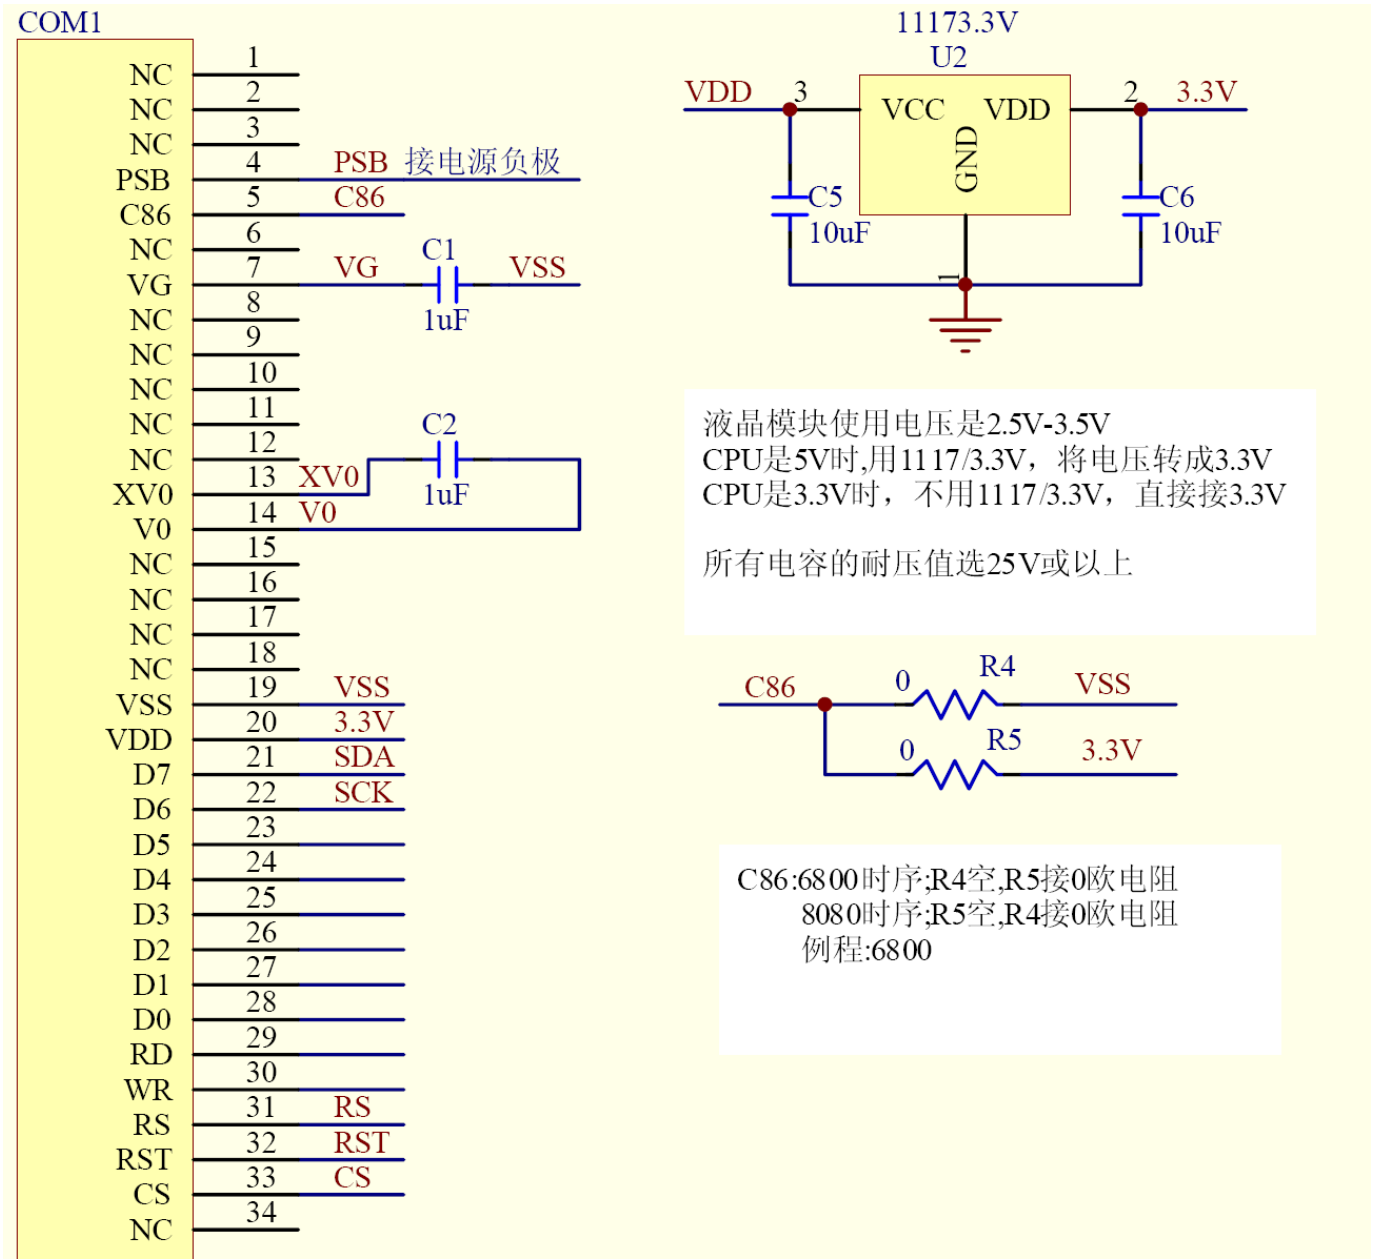 COM1
NC 1
NC 2
NC 3
PSB 4 PSB 接电源负极
C86 5 C86
NC 6
VG 7 VG C1 1uF VSS
NC 8
NC 9
NC 10
NC 11
NC 12
XV0 13 XV0 C2 1uF
V0 14 V0
NC 15
NC 16
NC 17
NC 18
VSS 19 VSS
VDD 20 3.3V
D7 21 SDA
D6 22 SCK
D5 23
D4 24
D3 25
D2 26
D1 27
D0 28
RD 29
WR 30
RS 31 RS
RST 32 RST
CS 33 CS
NC 34
11173.3V
U2
VDD 3 VCC VDD 2 3.3V
GND
C5 C6
10uF 10uF
1
液晶模块使用电压是2.5V-3.5V
CPU是5V时,用1117/3.3V，将电压转成3.3V
CPU是3.3V时，不用1117/3.3V，直接接3.3V
所有电容的耐压值选25V或以上
C86 0 R4 VSS
0 R5 3.3V
C86:6800时序;R4空,R5接0欧电阻
8080时序;R5空,R4接0欧电阻
例程:6800